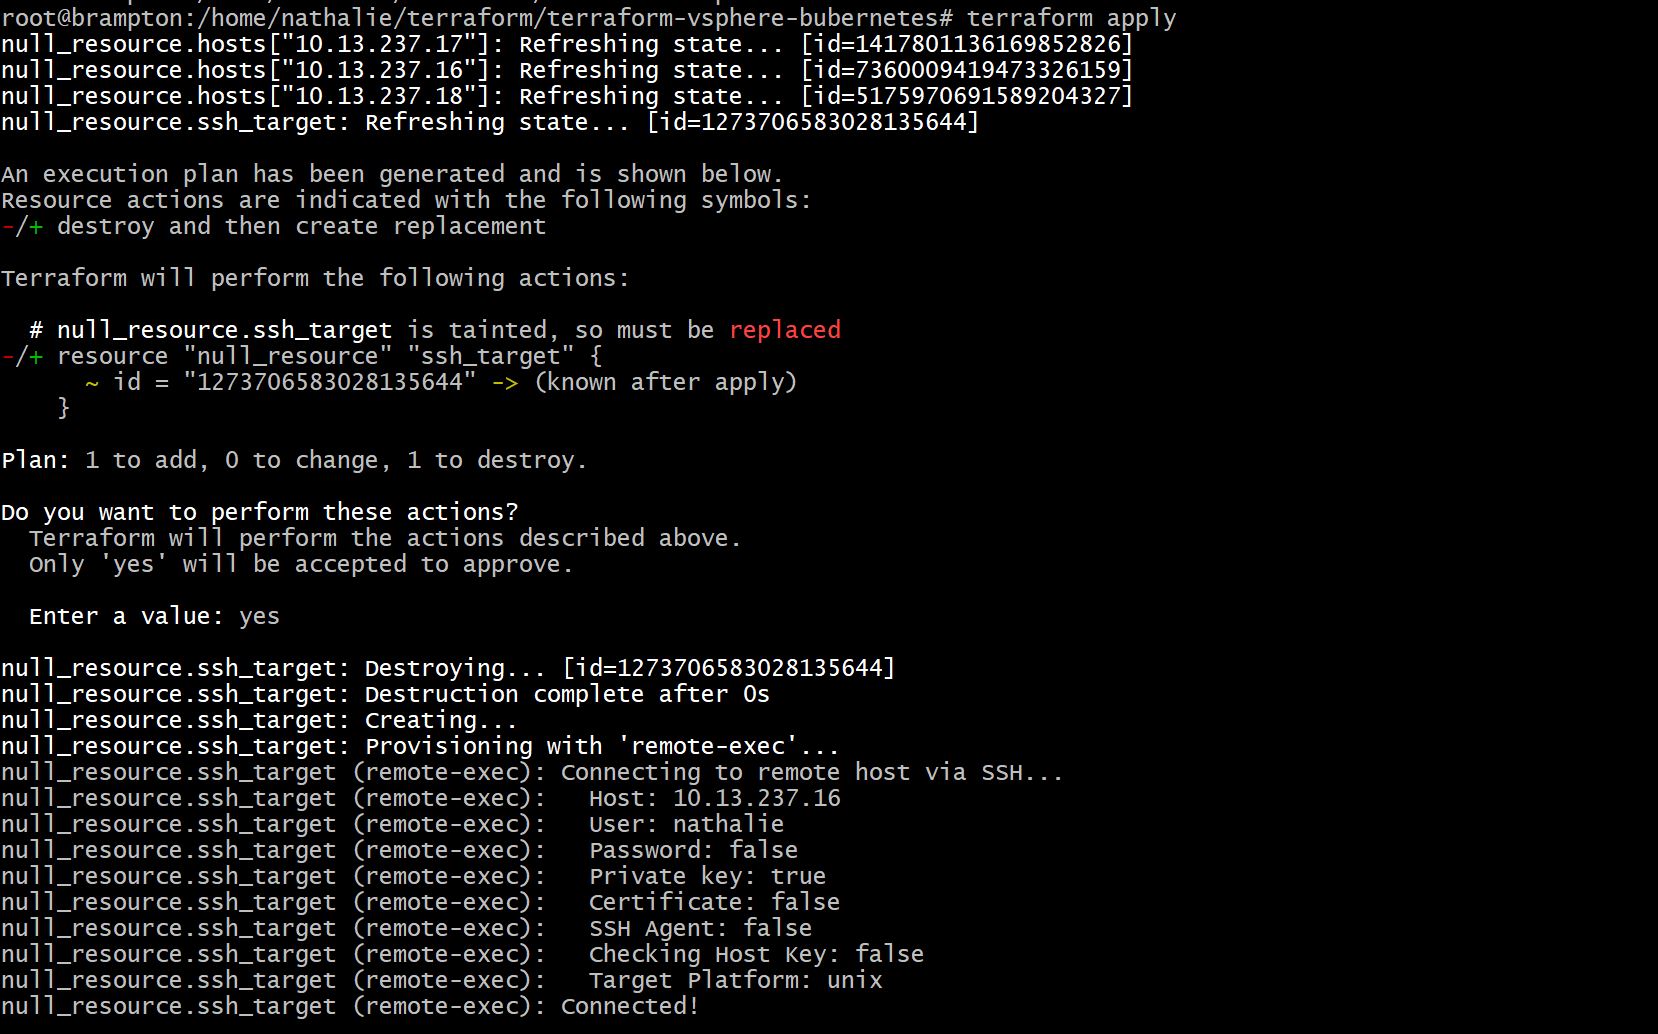 root@brampton:/home/nathalie/terraform/terraform-vsphere-bubernetes# terraform apply
null_resource.hosts["10.13.237.17"]: Refreshing state... [id=1417801136169852826]
null_resource.hosts["10.13.237.16"]: Refreshing state... [id=7360009419473326159]
null_resource.hosts["10.13.237.18"]: Refreshing state... [id=5175970691589204327]
null_resource.ssh_target: Refreshing state... [id=1273706583028135644]

An execution plan has been generated and is shown below.
Resource actions are indicated with the following symbols:
-/+ destroy and then create replacement

Terraform will perform the following actions:

  # null_resource.ssh_target is tainted, so must be replaced
-/+ resource "null_resource" "ssh_target" {
      ~ id = "1273706583028135644" -> (known after apply)
    }

Plan: 1 to add, 0 to change, 1 to destroy.

Do you want to perform these actions?
  Terraform will perform the actions described above.
  Only 'yes' will be accepted to approve.

  Enter a value: yes

null_resource.ssh_target: Destroying... [id=1273706583028135644]
null_resource.ssh_target: Destruction complete after 0s
null_resource.ssh_target: Creating...
null_resource.ssh_target: Provisioning with 'remote-exec'...
null_resource.ssh_target (remote-exec): Connecting to remote host via SSH...
null_resource.ssh_target (remote-exec):   Host: 10.13.237.16
null_resource.ssh_target (remote-exec):   User: nathalie
null_resource.ssh_target (remote-exec):   Password: false
null_resource.ssh_target (remote-exec):   Private key: true
null_resource.ssh_target (remote-exec):   Certificate: false
null_resource.ssh_target (remote-exec):   SSH Agent: false
null_resource.ssh_target (remote-exec):   Checking Host Key: false
null_resource.ssh_target (remote-exec):   Target Platform: unix
null_resource.ssh_target (remote-exec): Connected!